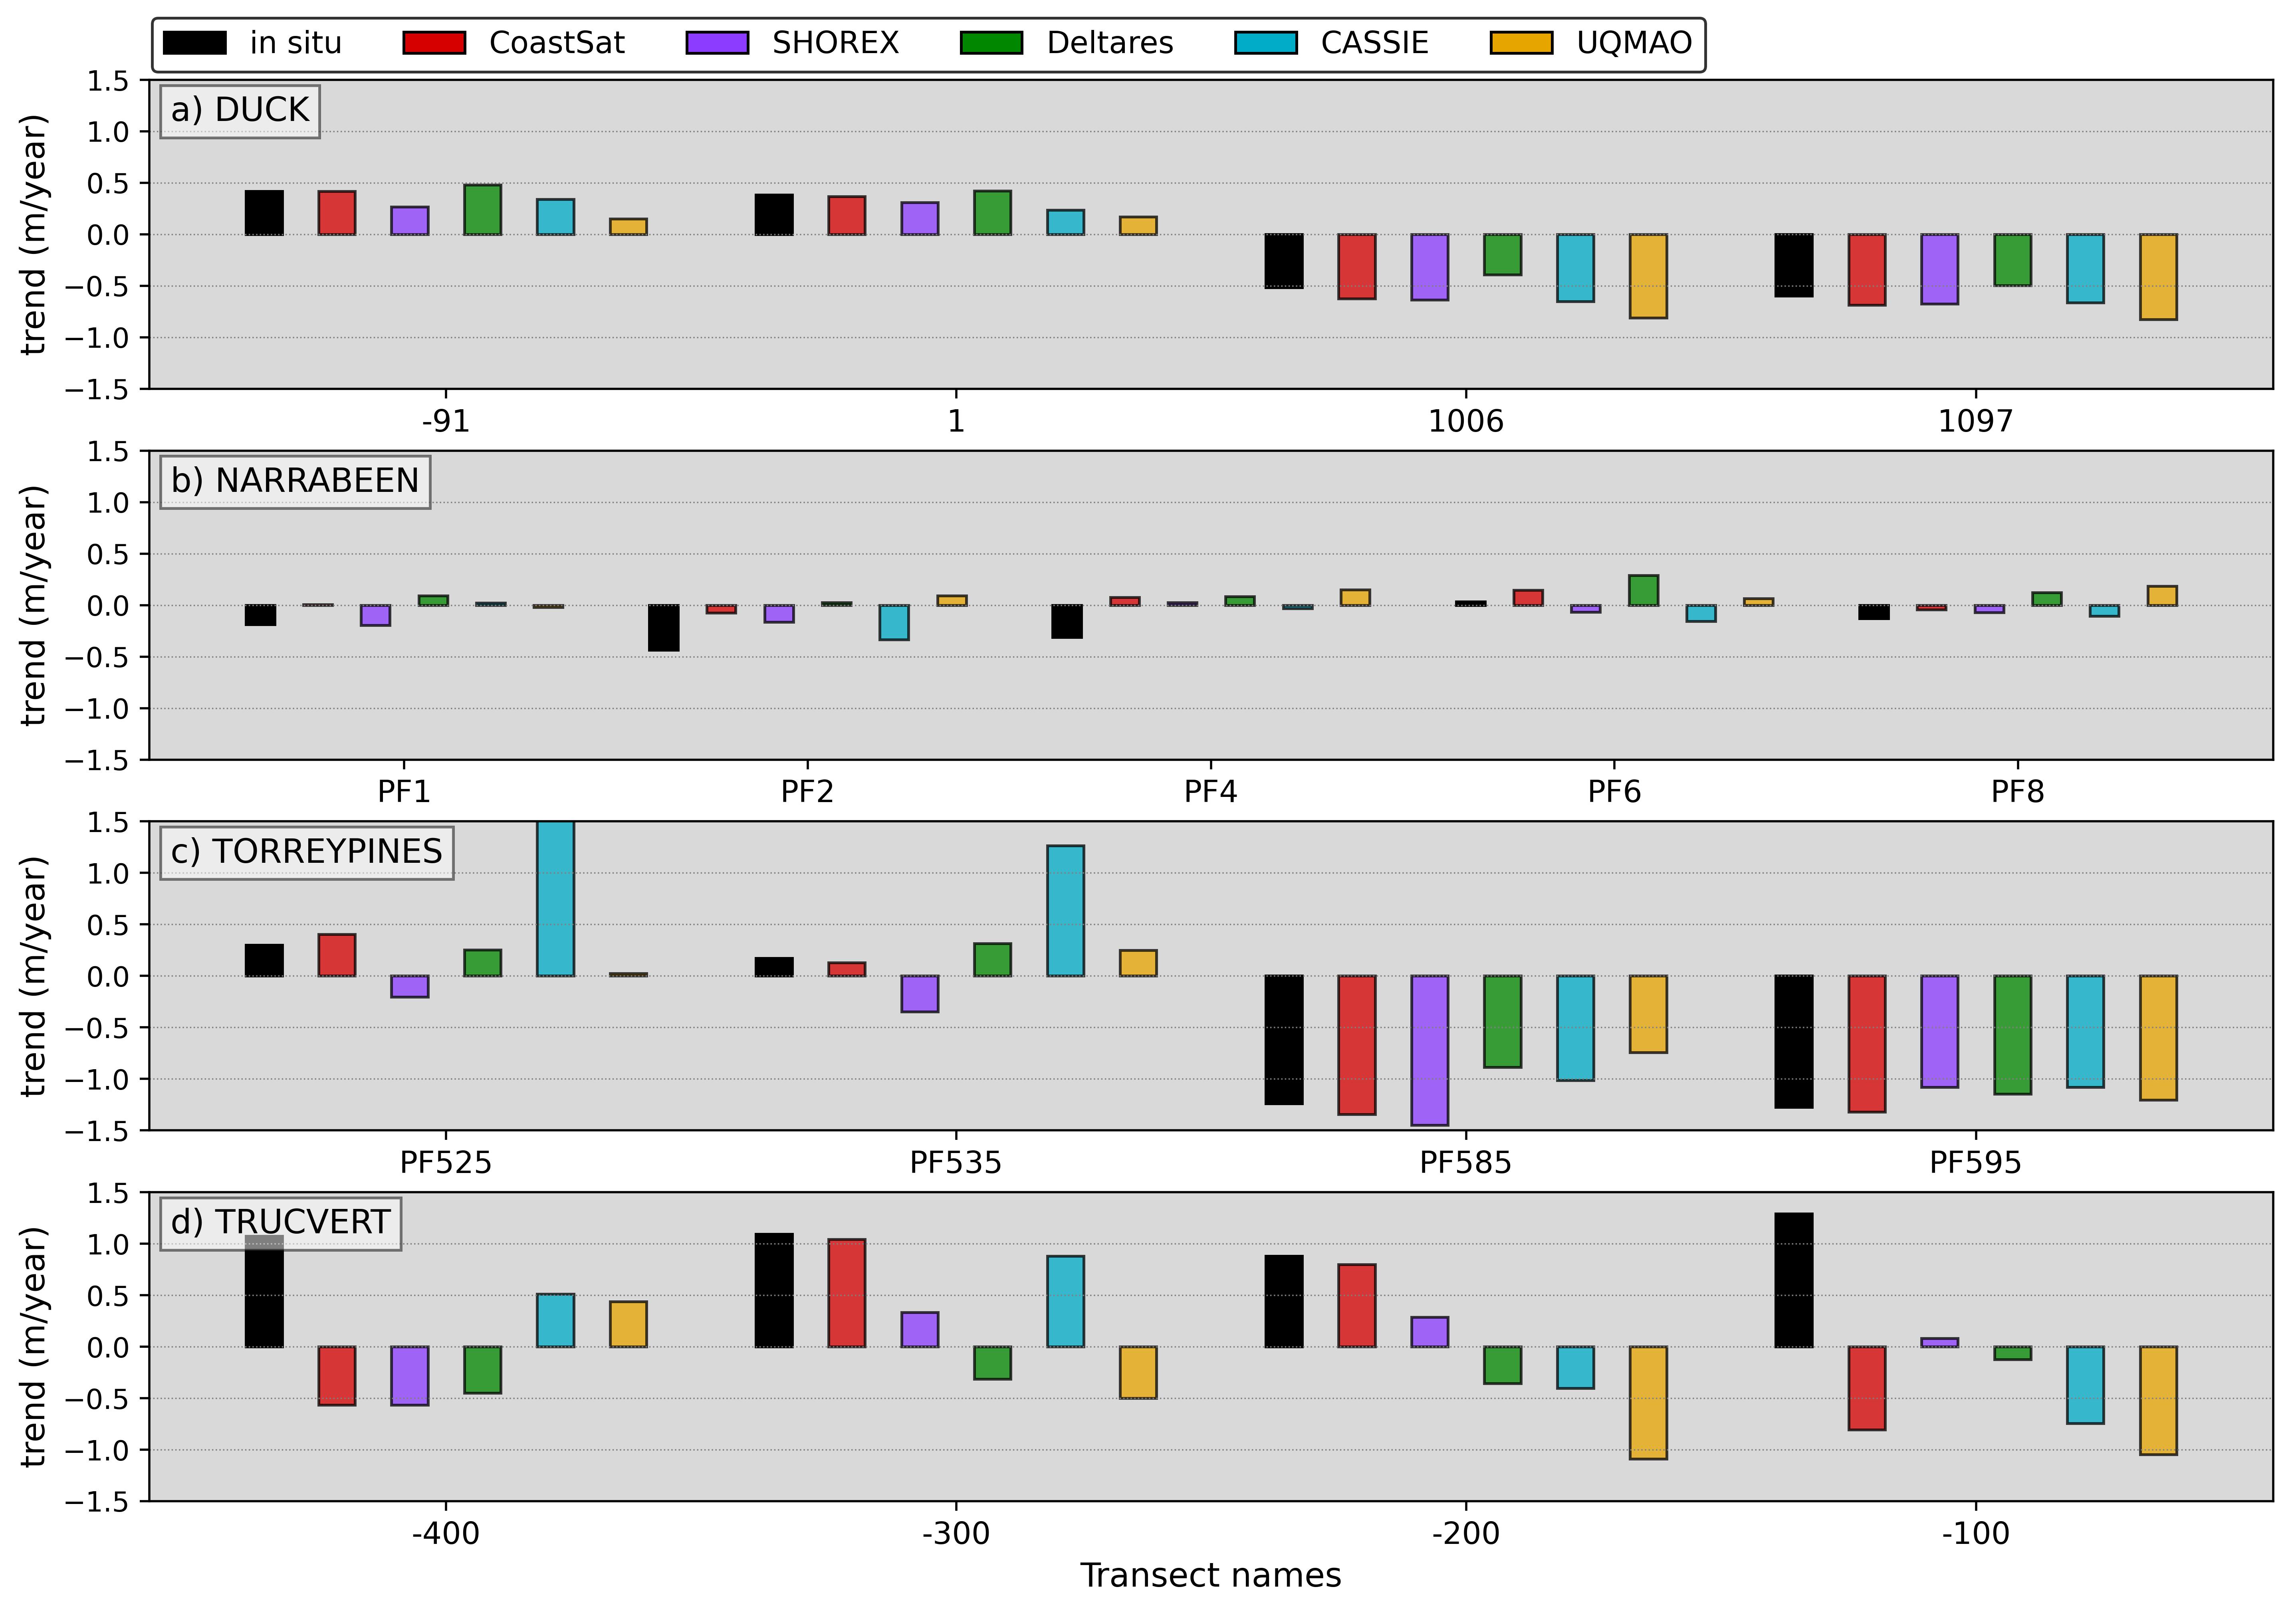 in situ CoastSat SHOREX Deltares CASSIE UQMAO
a) DUCK
trend (m/year)
1.5
1.0
0.5
0.0
−0.5
−1.0
−1.5
-91 1 1006 1097
b) NARRABEEN
trend (m/year)
1.5
1.0
0.5
0.0
−0.5
−1.0
−1.5
PF1 PF2 PF4 PF6 PF8
c) TORREYPINES
trend (m/year)
1.5
1.0
0.5
0.0
−0.5
−1.0
−1.5
PF525 PF535 PF585 PF595
d) TRUCVERT
trend (m/year)
1.5
1.0
0.5
0.0
−0.5
−1.0
−1.5
-400 -300 -200 -100
Transect names